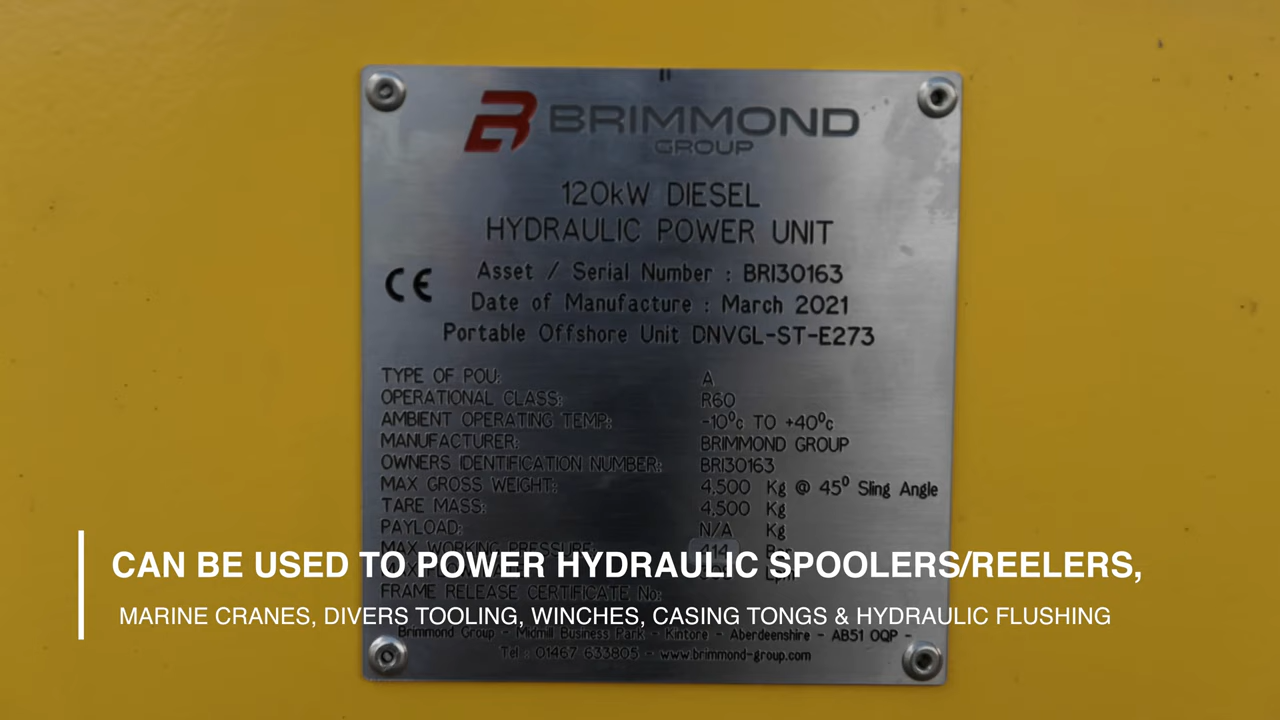 BRIMMOND
GROUP
120kW DIESEL
HYDRAULIC POWER UNIT
CE
Asset / Serial Number : BRI30163
Date of Manufacture : March 2021
Portable Offshore Unit DNVGL-ST-E273
TYPE OF POU: A
OPERATIONAL CLASS: R60
AMBIENT OPERATING TEMP: -10⁰c TO +40⁰c
MANUFACTURER: BRIMMOND GROUP
OWNERS IDENTIFICATION NUMBER: BRI30163
MAX GROSS WEIGHT: 4,500 Kg @ 45⁰ Sling Angle
TARE MASS: 4,500 Kg
PAYLOAD: N/A Kg
MAX WORKING PRESSURE: 414 Bar
CAN BE USED TO POWER HYDRAULIC SPOOLERS/REELERS,
FRAME RELEASE CERTIFICATE No:
MARINE CRANES, DIVERS TOOLING, WINCHES, CASING TONGS & HYDRAULIC FLUSHING
Brimmond Group - Midmill Business Park - Kintore - Aberdeenshire - AB51 0QP -
Tel : 01467 633805 - www.brimmond-group.com